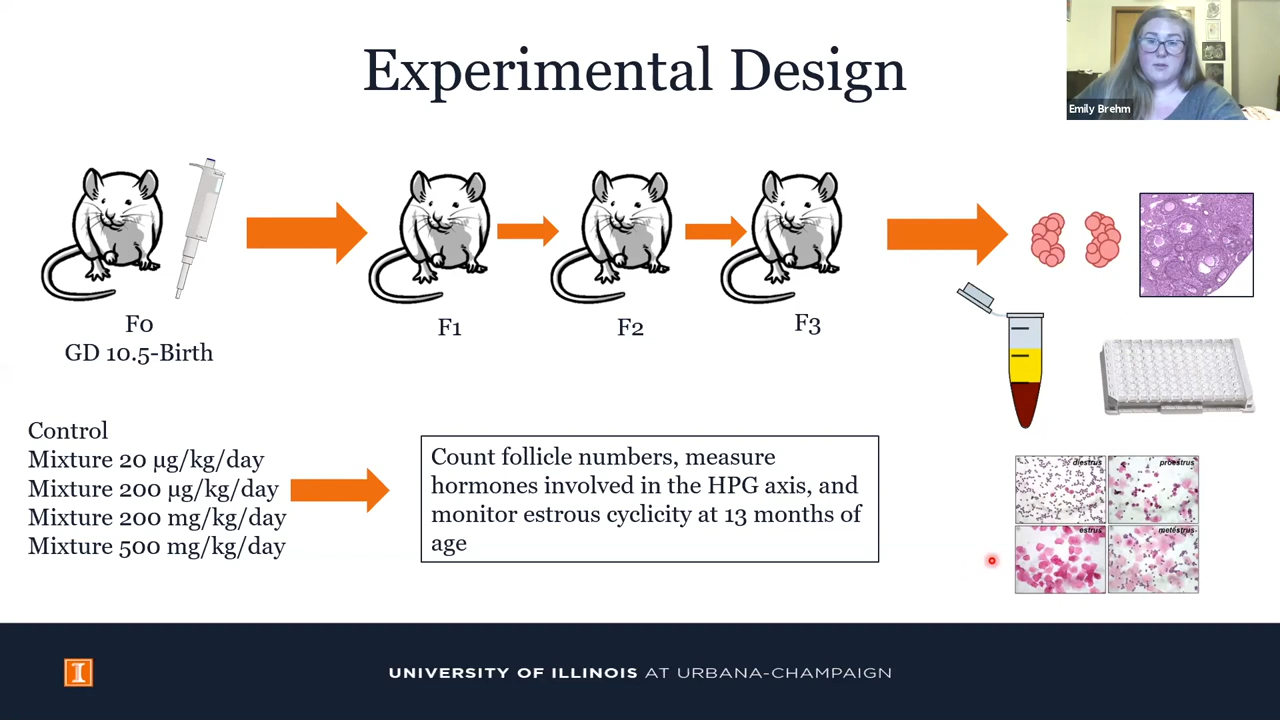 Experimental Design
Emily Brehm
F0
GD 10.5-Birth
F1
F2
F3
Control
Mixture 20 µg/kg/day
Mixture 200 µg/kg/day
Mixture 200 mg/kg/day
Mixture 500 mg/kg/day
Count follicle numbers, measure
hormones involved in the HPG axis, and
monitor estrous cyclicity at 13 months of
age
diestrus
proestrus
estrus
metestrus
I
UNIVERSITY OF ILLINOIS AT URBANA-CHAMPAIGN